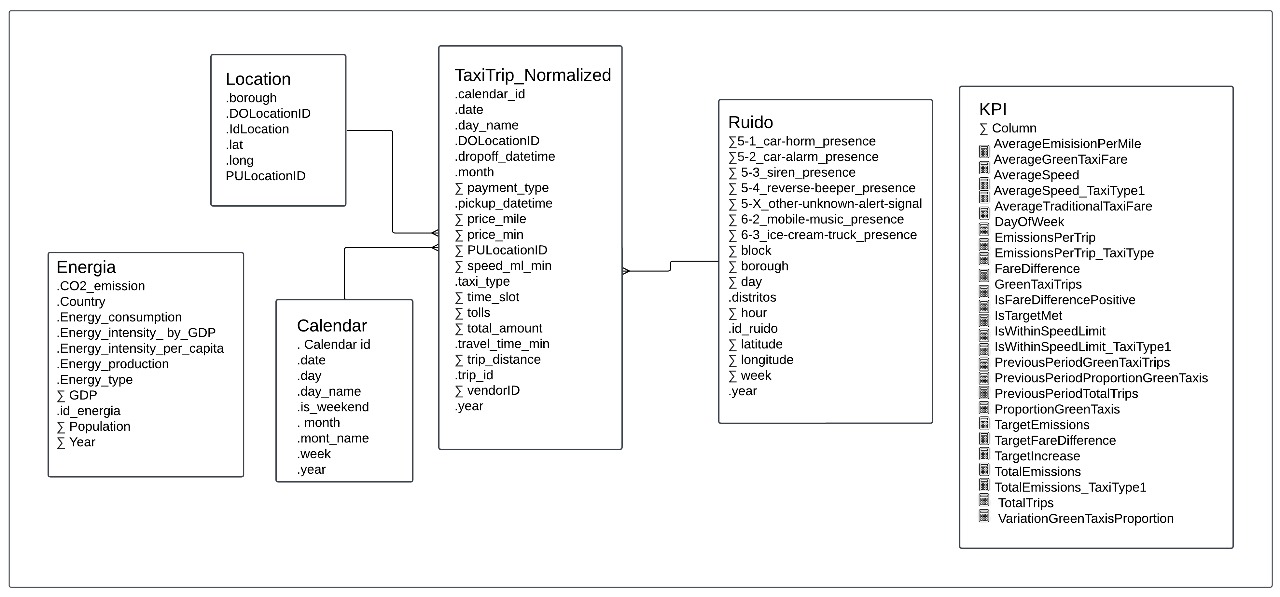 Location
.borough
.DOLocationID
.IdLocation
.lat
.long
PULocationID
Energia
.CO2_emission
.Country
.Energy_consumption
.Energy_intensity_ by_GDP
.Energy_intensity_per_capita
.Energy_production
.Energy_type
∑ GDP
.id_energia
∑ Population
∑ Year
Calendar
. Calendar id
.date
.day
.day_name
.is_weekend
. month
.mont_name
.week
.year
TaxiTrip_Normalized
.calendar_id
.date
.day_name
.DOLocationID
.dropoff_datetime
.month
∑ payment_type
.pickup_datetime
∑ price_mile
∑ price_min
∑ PULocationID
∑ speed_ml_min
.taxi_type
∑ time_slot
∑ tolls
∑ total_amount
.travel_time_min
∑ trip_distance
.trip_id
∑ vendorID
.year
Ruido
∑5-1_car-horm_presence
∑5-2_car-alarm_presence
∑ 5-3_siren_presence
∑ 5-4_reverse-beeper_presence
∑ 5-X_other-unknown-alert-signal
∑ 6-2_mobile-music_presence
∑ 6-3_ice-cream-truck_presence
∑ block
∑ borough
∑ day
.distritos
∑ hour
.id_ruido
∑ latitude
∑ longitude
∑ week
.year
KPI
∑ Column
AverageEmisisionPerMile
AverageGreenTaxiFare
AverageSpeed
AverageSpeed_TaxiType1
AverageTraditionalTaxiFare
DayOfWeek
EmissionsPerTrip
EmissionsPerTrip_TaxiType
FareDifference
GreenTaxiTrips
IsFareDifferencePositive
IsTargetMet
IsWithinSpeedLimit
IsWithinSpeedLimit_TaxiType1
PreviousPeriodGreenTaxiTrips
PreviousPeriodProportionGreenTaxis
PreviousPeriodTotalTrips
ProportionGreenTaxis
TargetEmissions
TargetFareDifference
TargetIncrease
TotalEmissions
TotalEmissions_TaxiType1
TotalTrips
VariationGreenTaxisProportion